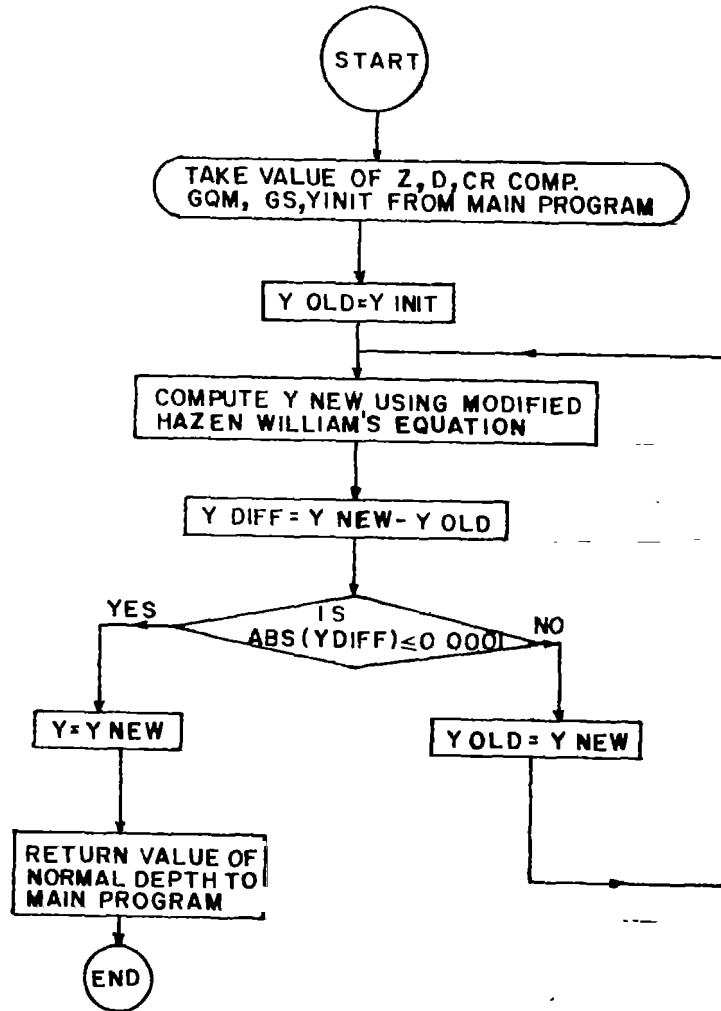 START
TAKE VALUE OF Z, D, CR COMP.
GQM, GS, YINIT FROM MAIN PROGRAM
Y OLD = Y INIT
COMPUTE Y NEW USING MODIFIED
HAZEN WILLIAM'S EQUATION
Y DIFF = Y NEW - Y OLD
IS
ABS (YDIFF) ≤ 0 0001
YES
NO
Y = Y NEW
Y OLD = Y NEW
RETURN VALUE OF
NORMAL DEPTH TO
MAIN PROGRAM
END